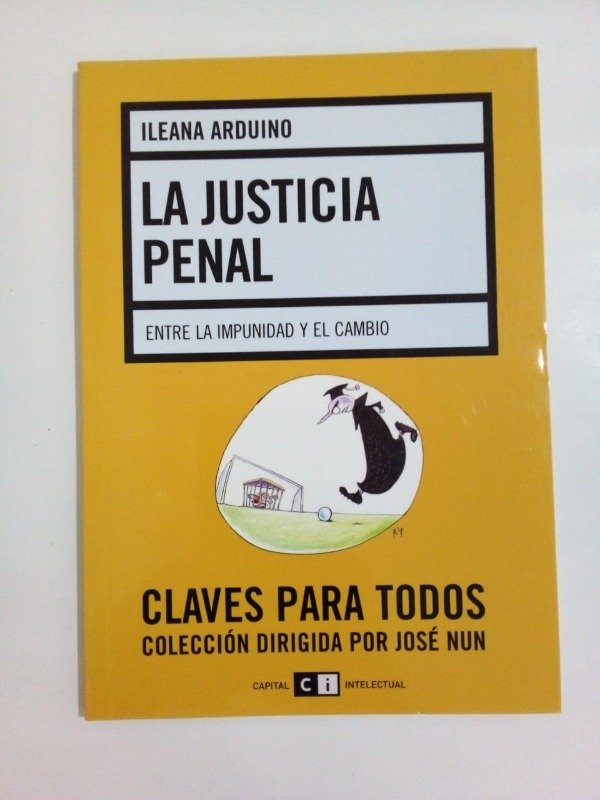 ILEANA ARDUINO
LA JUSTICIA
PENAL
ENTRE LA IMPUNIDAD Y EL CAMBIO
CLAVES PARA TODOS
COLECCIÓN DIRIGIDA POR JOSÉ NUN
CAPITAL Ci INTELECTUAL